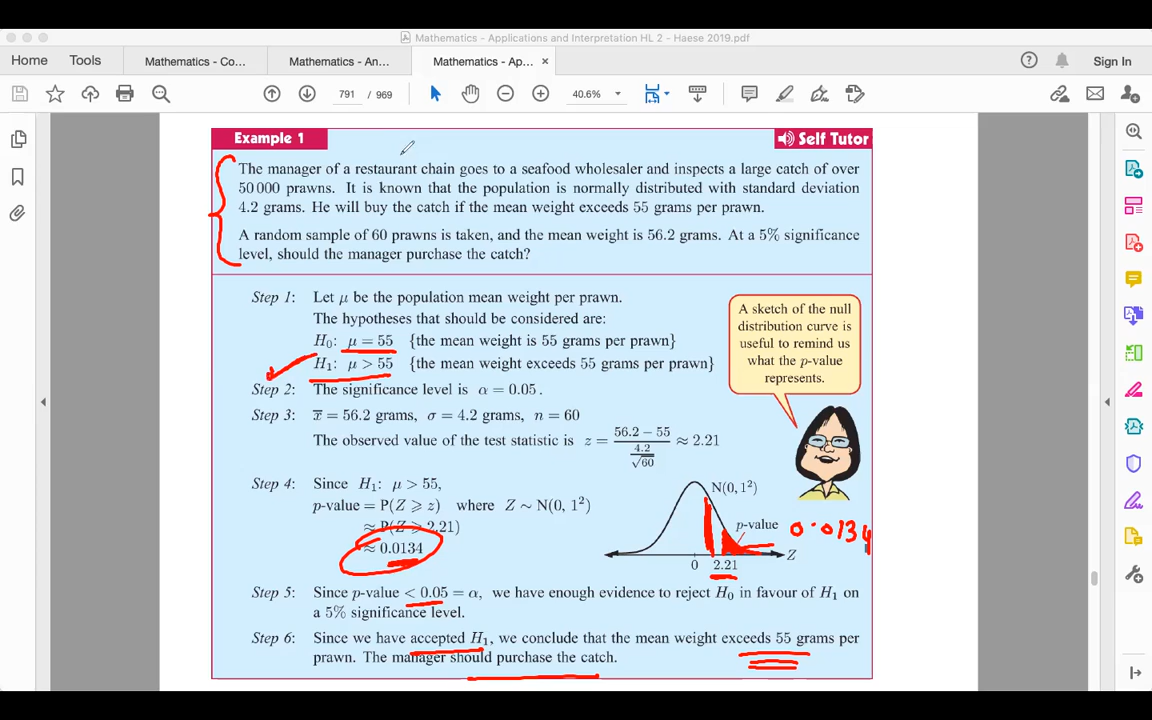 Mathematics - Applications and Interpretation HL 2 - Haese 2019.pdf
Home Tools Mathematics - Co... Mathematics - An... Mathematics - Ap... × Sign In
791 / 969 40.6%
Example 1 Self Tutor
The manager of a restaurant chain goes to a seafood wholesaler and inspects a large catch of over
50 000 prawns. It is known that the population is normally distributed with standard deviation
4.2 grams. He will buy the catch if the mean weight exceeds 55 grams per prawn.
A random sample of 60 prawns is taken, and the mean weight is 56.2 grams. At a 5% significance
level, should the manager purchase the catch?
Step 1: Let μ be the population mean weight per prawn.
The hypotheses that should be considered are:
H₀: μ = 55 {the mean weight is 55 grams per prawn}
H₁: μ > 55 {the mean weight exceeds 55 grams per prawn}
Step 2: The significance level is α = 0.05.
Step 3: x̅ = 56.2 grams, σ = 4.2 grams, n = 60
The observed value of the test statistic is z = (56.2 − 55) / (4.2 / √60) ≈ 2.21
A sketch of the null
distribution curve is
useful to remind us
what the p-value
represents.
Step 4: Since H₁: μ > 55,
p-value = P(Z ⩾ z) where Z ~ N(0, 1²)
≈ P(Z ⩾ 2.21)
≈ 0.0134
N(0, 1²)
p-value
0.0134
Z
0 2.21
Step 5: Since p-value < 0.05 = α, we have enough evidence to reject H₀ in favour of H₁ on
a 5% significance level.
Step 6: Since we have accepted H₁, we conclude that the mean weight exceeds 55 grams per
prawn. The manager should purchase the catch.